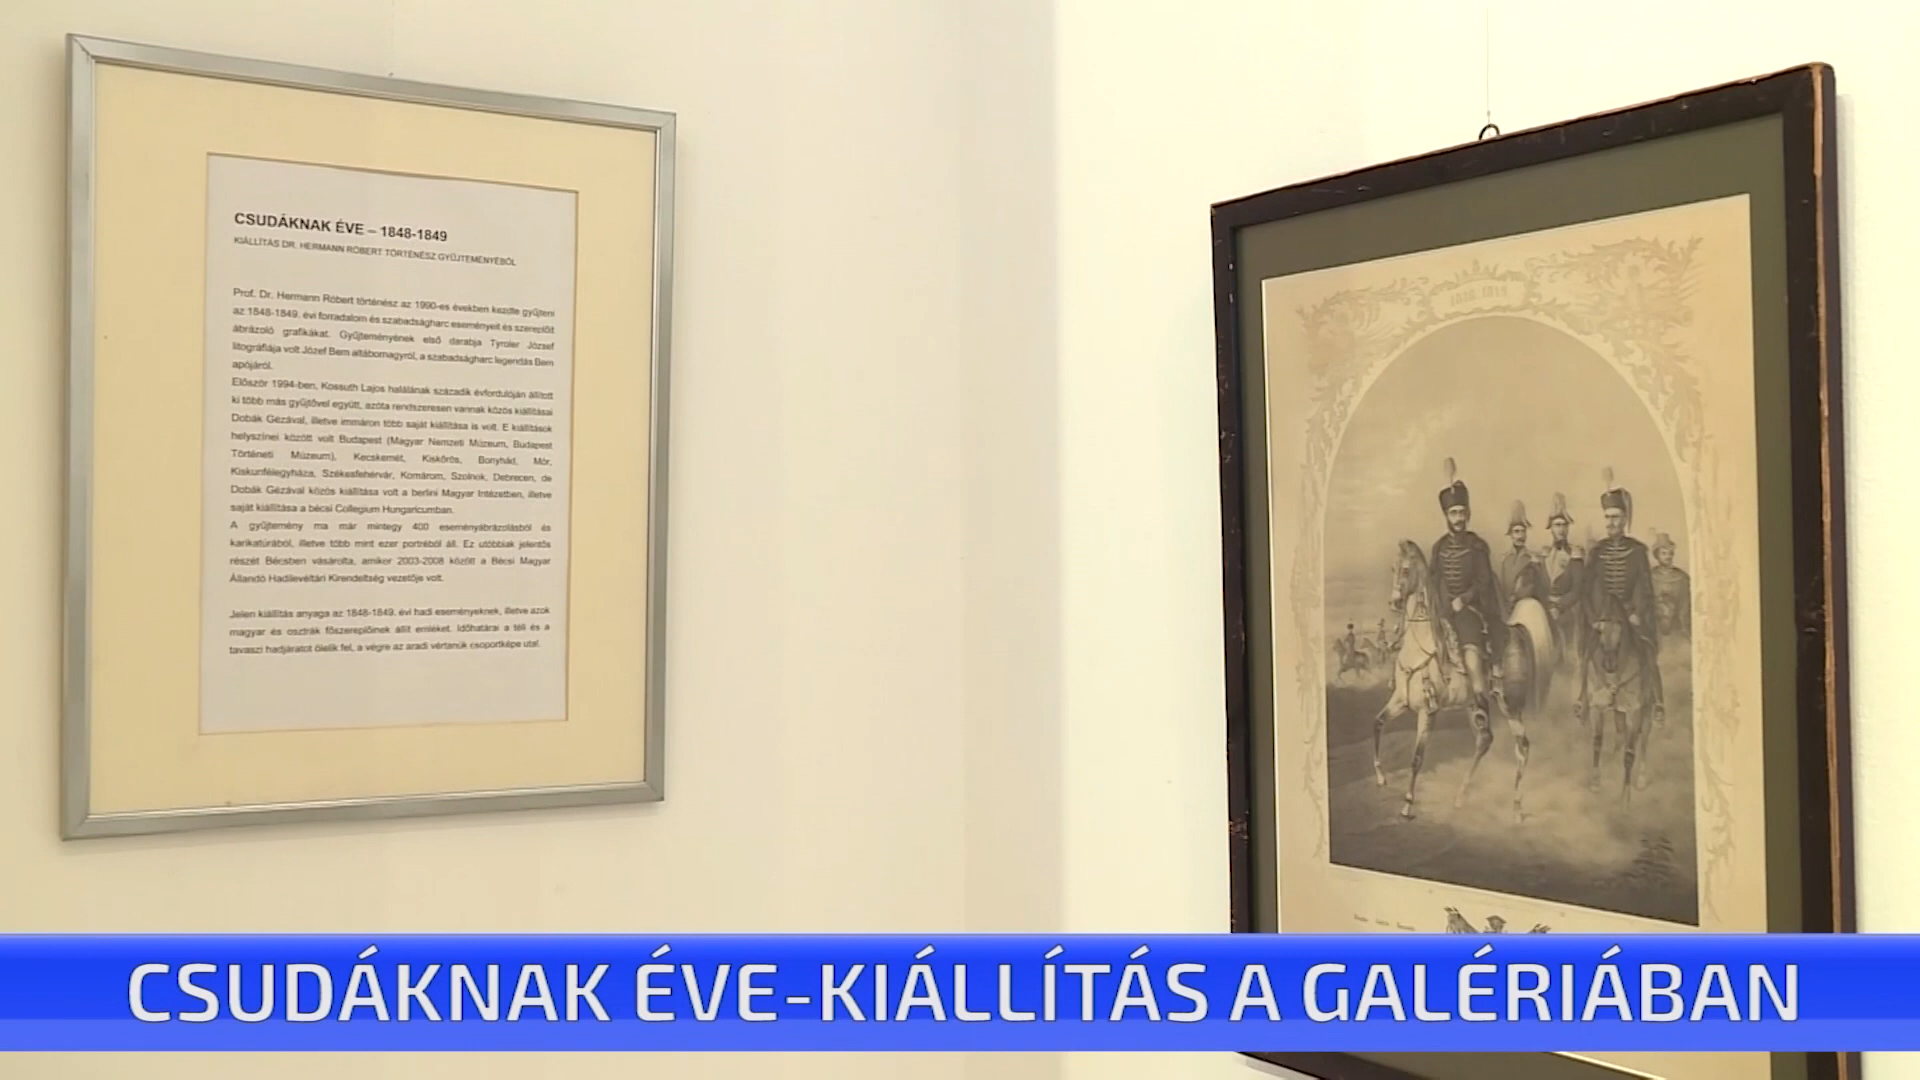 CSUDÁKNAK ÉVE – 1848-1849
KIÁLLÍTÁS DR. HERMANN RÓBERT TÖRTÉNÉSZ GYŰJTEMÉNYÉBŐL
Prof. Dr. Hermann Róbert történész az 1990-es években kezdte gyűjteni
az 1848-1849. évi forradalom és szabadságharc eseményeit és szereplőit
ábrázoló grafikákat. Gyűjteményének első darabja Tyroler József
litográfiája volt Józef Bem altábornagyról, a szabadságharc legendás Bem
apójáról.
Először 1994-ben, Kossuth Lajos halálának századik évfordulóján állított
ki több más gyűjtővel együtt, azóta rendszeresen vannak közös kiállításai
Dobák Gézával, illetve immáron több saját kiállítása is volt. E kiállítások
helyszínei között volt Budapest (Magyar Nemzeti Múzeum, Budapest
Történeti Múzeum), Kecskemét, Kiskőrös, Bonyhád, Mór,
Kiskunfélegyháza, Székesfehérvár, Komárom, Szolnok, Debrecen, de
Dobák Gézával közös kiállítása volt a berlini Magyar Intézetben, illetve
saját kiállítása a bécsi Collegium Hungaricumban.
A gyűjtemény ma már mintegy 400 eseményábrázolásból és
karikatúrából, illetve több mint ezer portréból áll. Ez utóbbiak jelentős
részét Bécsben vásárolta, amikor 2003-2008 között a Bécsi Magyar
Állandó Hadilevéltári Kirendeltség vezetője volt.
Jelen kiállítás anyaga az 1848-1849. évi hadi eseményeknek, illetve azok
magyar és osztrák főszereplőinek állít emléket. Időhatárai a téli és a
tavaszi hadjáratot ölelik fel, a végre az aradi vértanúk csoportképe utal.
1848. 1849.
CSUDÁKNAK ÉVE-KIÁLLÍTÁS A GALÉRIÁBAN